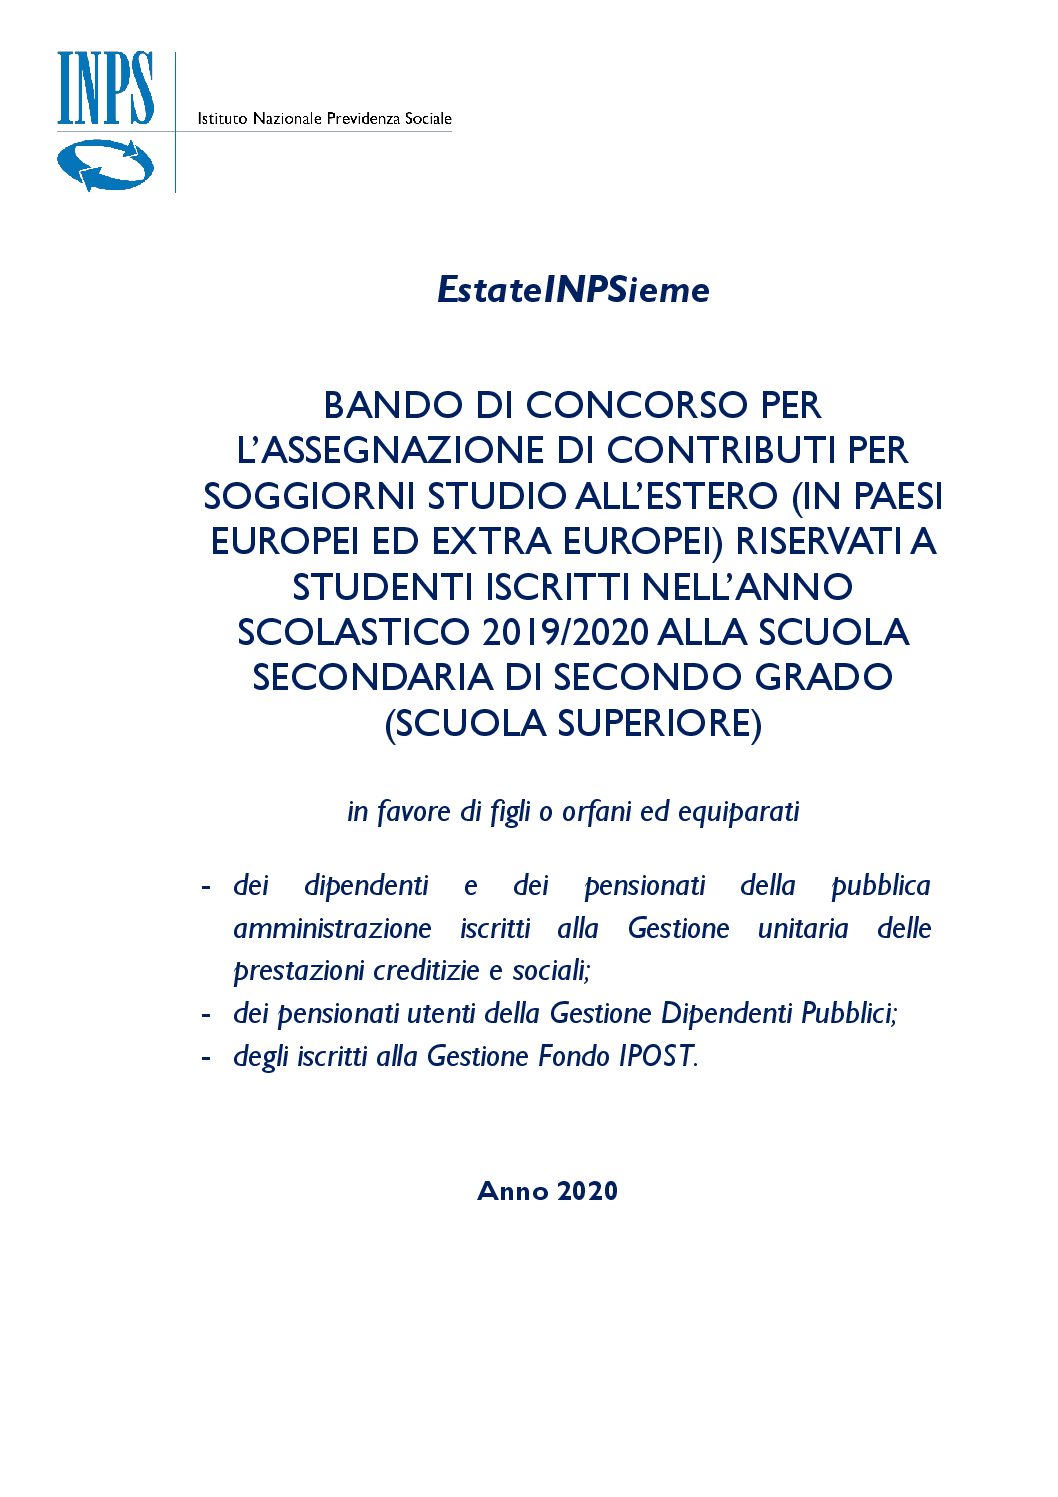 INPS
Istituto Nazionale Previdenza Sociale
EstateINPSieme
BANDO DI CONCORSO PER
L’ASSEGNAZIONE DI CONTRIBUTI PER
SOGGIORNI STUDIO ALL’ESTERO (IN PAESI
EUROPEI ED EXTRA EUROPEI) RISERVATI A
STUDENTI ISCRITTI NELL’ANNO
SCOLASTICO 2019/2020 ALLA SCUOLA
SECONDARIA DI SECONDO GRADO
(SCUOLA SUPERIORE)
in favore di figli o orfani ed equiparati
- dei dipendenti e dei pensionati della pubblica
amministrazione iscritti alla Gestione unitaria delle
prestazioni creditizie e sociali;
- dei pensionati utenti della Gestione Dipendenti Pubblici;
- degli iscritti alla Gestione Fondo IPOST.
Anno 2020